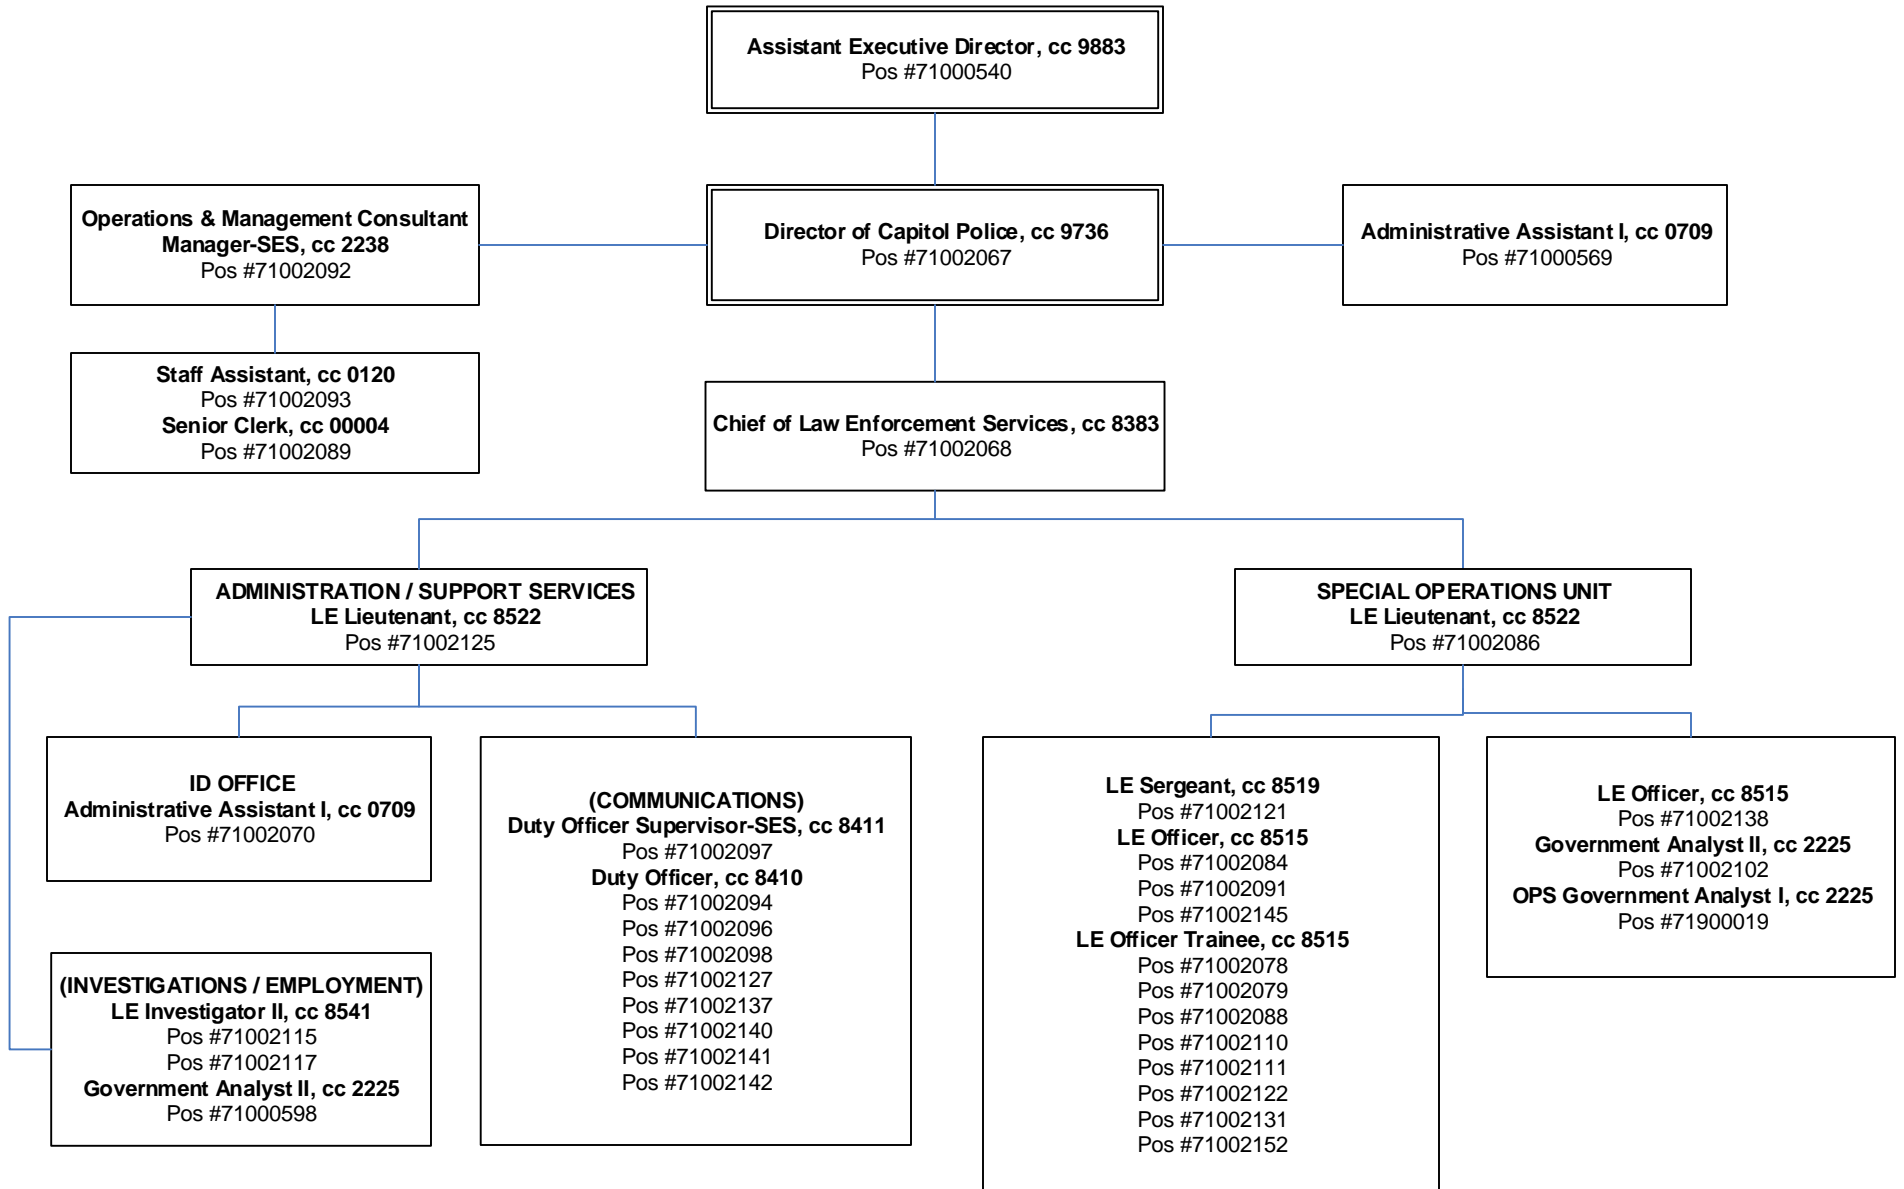 Assistant Executive Director, cc 9883
Pos #71000540
Operations & Management Consultant
Manager-SES, cc 2238
Pos #71002092
Director of Capitol Police, cc 9736
Pos #71002067
Administrative Assistant I, cc 0709
Pos #71000569
Staff Assistant, cc 0120
Pos #71002093
Senior Clerk, cc 00004
Pos #71002089
Chief of Law Enforcement Services, cc 8383
Pos #71002068
ADMINISTRATION / SUPPORT SERVICES
LE Lieutenant, cc 8522
Pos #71002125
SPECIAL OPERATIONS UNIT
LE Lieutenant, cc 8522
Pos #71002086
ID OFFICE
Administrative Assistant I, cc 0709
Pos #71002070
(INVESTIGATIONS / EMPLOYMENT)
LE Investigator II, cc 8541
Pos #71002115
Pos #71002117
Government Analyst II, cc 2225
Pos #71000598
(COMMUNICATIONS)
Duty Officer Supervisor-SES, cc 8411
Pos #71002097
Duty Officer, cc 8410
Pos #71002094
Pos #71002096
Pos #71002098
Pos #71002127
Pos #71002137
Pos #71002140
Pos #71002141
Pos #71002142
LE Sergeant, cc 8519
Pos #71002121
LE Officer, cc 8515
Pos #71002084
Pos #71002091
Pos #71002145
LE Officer Trainee, cc 8515
Pos #71002078
Pos #71002079
Pos #71002088
Pos #71002110
Pos #71002111
Pos #71002122
Pos #71002131
Pos #71002152
LE Officer, cc 8515
Pos #71002138
Government Analyst II, cc 2225
Pos #71002102
OPS Government Analyst I, cc 2225
Pos #71900019